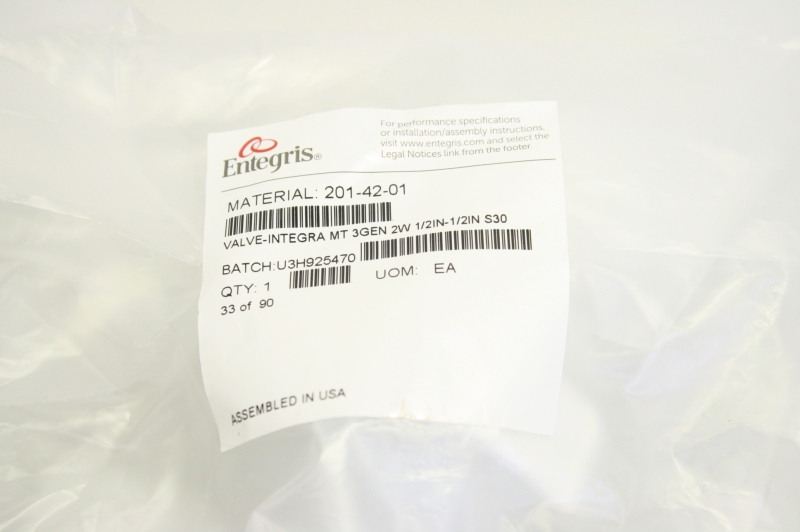 Entegris®
For performance specifications
or installation/assembly instructions,
visit www.entegris.com and select the
Legal Notices link from the footer.
MATERIAL: 201-42-01
VALVE-INTEGRA MT 3GEN 2W 1/2IN-1/2IN S30
BATCH:U3H925470
QTY: 1 UOM: EA
33 of 90
ASSEMBLED IN USA